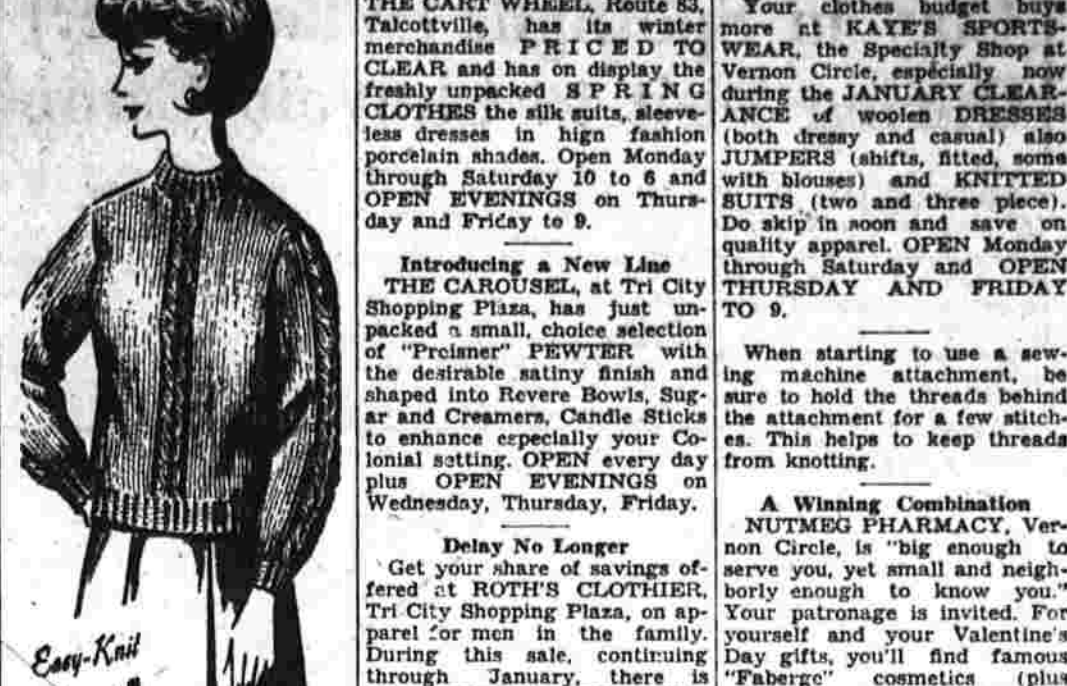 Easy-Knit
THE CART WHEEL, Route 83,
Talcottville, has its winter
merchandise PRICED TO
CLEAR and has on display the
freshly unpacked SPRING
CLOTHES the silk suits, sleeve-
less dresses in hign fashion
porcelain shades. Open Monday
through Saturday 10 to 6 and
OPEN EVENINGS on Thurs-
day and Friday to 9.
Introducing a New Line
THE CAROUSEL, at Tri City
Shopping Plaza, has just un-
packed a small, choice selection
of "Preisner" PEWTER with
the desirable satiny finish and
shaped into Revere Bowls, Sug-
ar and Creamers, Candle Sticks
to enhance especially your Co-
lonial setting. OPEN every day
plus OPEN EVENINGS on
Wednesday, Thursday, Friday.
Delay No Longer
Get your share of savings of-
fered at ROTH'S CLOTHIER,
Tri City Shopping Plaza, on ap-
parel for men in the family.
During this sale, continuing
through January, there is
Your clothes budget buys
more at KAYE'S SPORTS-
WEAR, the Specialty Shop at
Vernon Circle, especially now
during the JANUARY CLEAR-
ANCE of woolen DRESSES
(both dressy and casual) also
JUMPERS (shifts, fitted, some
with blouses) and KNITTED
SUITS (two and three piece).
Do skip in soon and save on
quality apparel. OPEN Monday
through Saturday and OPEN
THURSDAY AND FRIDAY
TO 9.
When starting to use a sew-
ing machine attachment, be
sure to hold the threads behind
the attachment for a few stitch-
es. This helps to keep threads
from knotting.
A Winning Combination
NUTMEG PHARMACY, Ver-
non Circle, is "big enough to
serve you, yet small and neigh-
borly enough to know you."
Your patronage is invited. For
yourself and your Valentine's
Day gifts, you'll find famous
"Faberge" cosmetics (plus